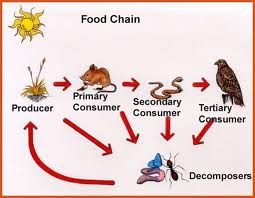 Food Chain
Producer
Primary
Consumer
Secondary
Consumer
Tertiary
Consumer
Decomposers